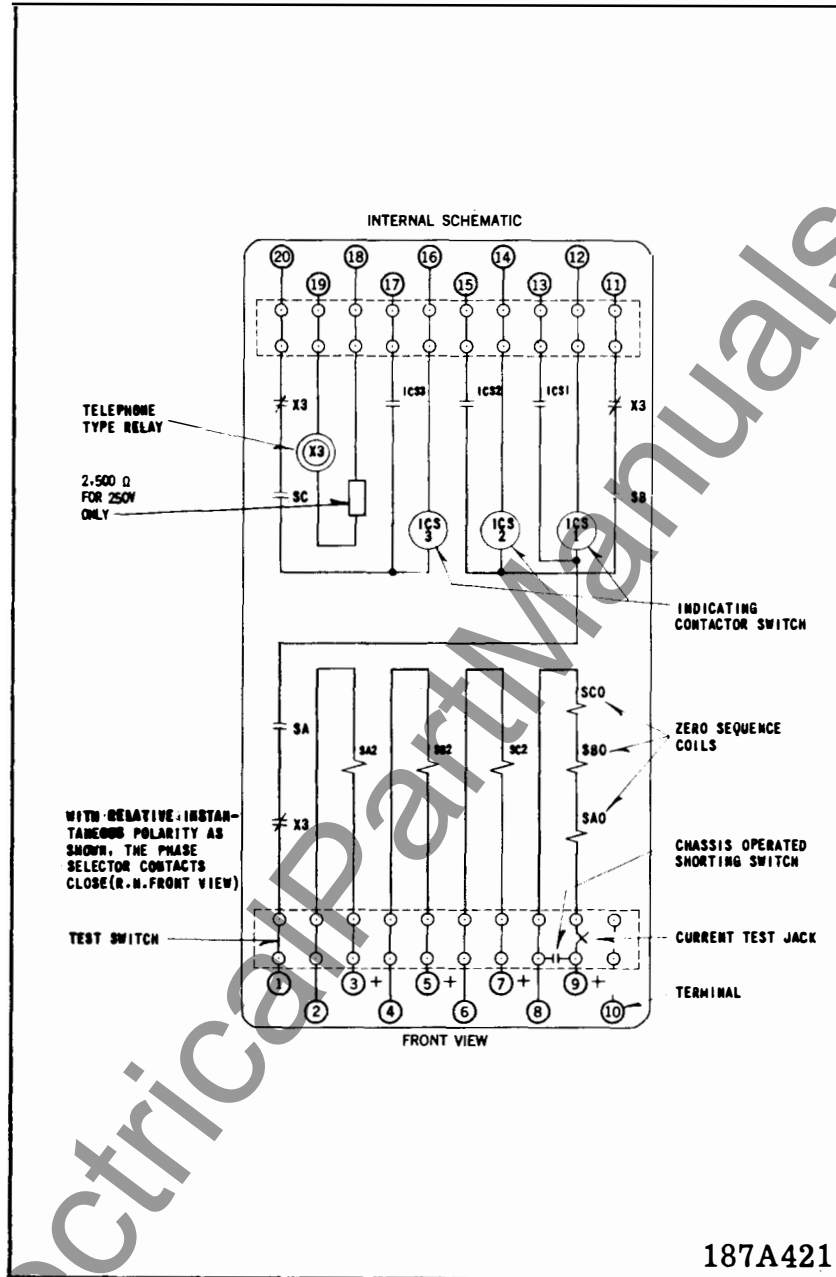 INTERNAL SCHEMATIC
20
18
16
14
12
19
17
15
13
11
X3
ICS3
ICS2
ICS1
X3
TELEPHONE
TYPE RELAY
X3
2,500 Ω
FOR 250V
ONLY
SC
SB
ICS
3
ICS
2
ICS
1
INDICATING
CONTACTOR SWITCH
SA
SA2
SB2
SC2
SCO
SBO
SAO
ZERO SEQUENCE
COILS
WITH RELATIVE INSTAN-
TANEOUS POLARITY AS
SHOWN, THE PHASE
SELECTOR CONTACTS
CLOSE(R.H.FRONT VIEW)
X3
CHASSIS OPERATED
SHORTING SWITCH
TEST SWITCH
CURRENT TEST JACK
1
3 +
5 +
7 +
9 +
2
4
6
8
10
TERMINAL
FRONT VIEW
187A421
ectricalPartManuals